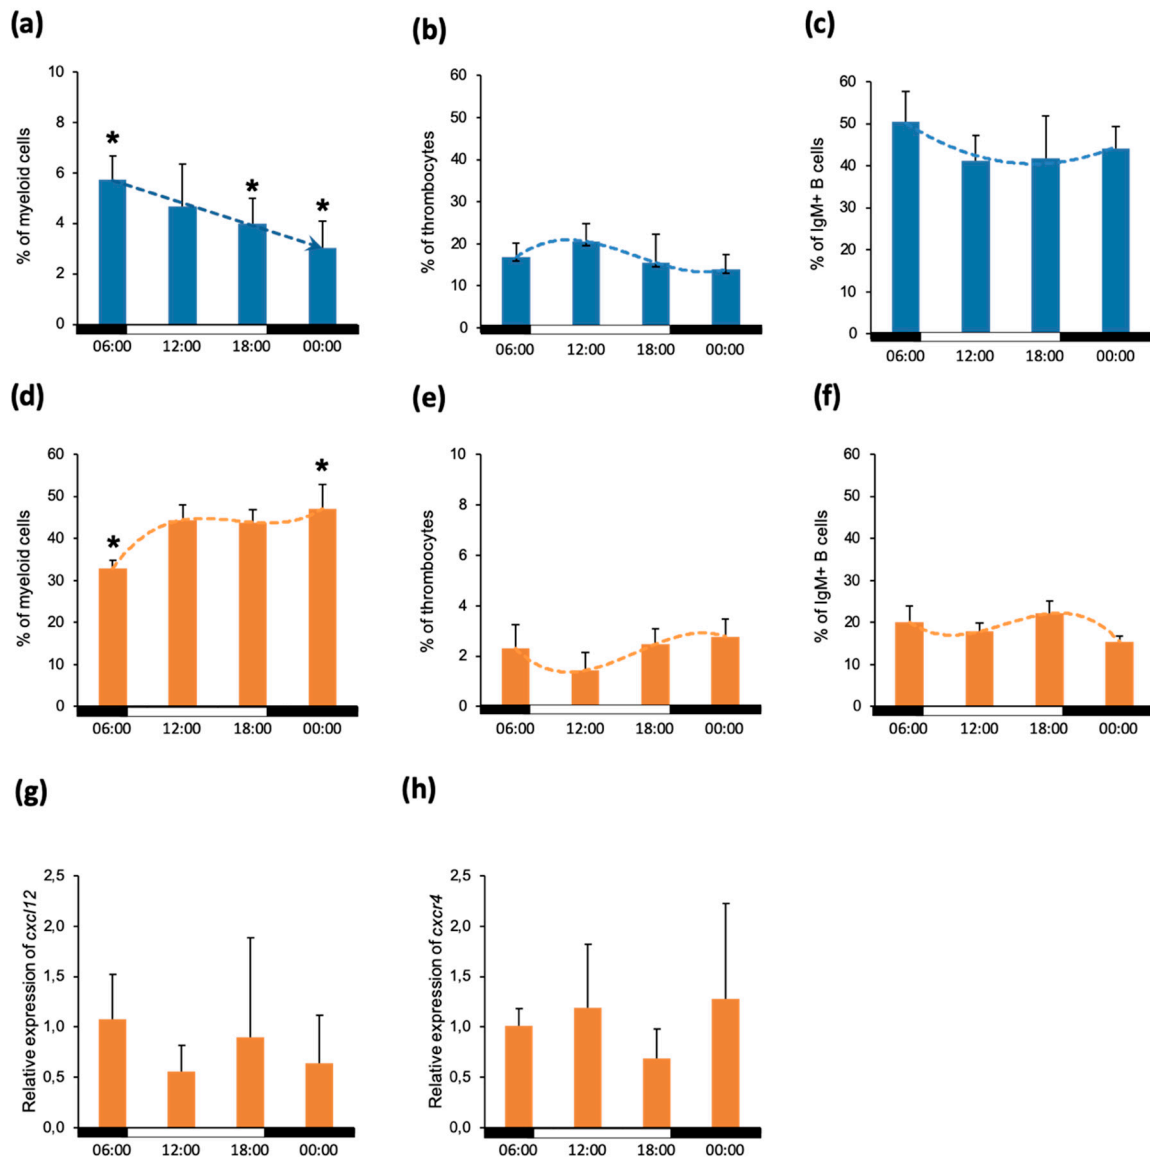 (a)
(b)
(c)
% of myeloid cells
10
8
6
4
2
0
*
*
*
06:00 12:00 18:00 00:00
% of thrombocytes
60
50
40
30
20
10
0
06:00 12:00 18:00 00:00
% of IgM+ B cells
60
50
40
30
20
10
0
06:00 12:00 18:00 00:00
(d)
(e)
(f)
% of myeloid cells
60
50
40
30
20
10
0
*
*
06:00 12:00 18:00 00:00
% of thrombocytes
10
8
6
4
2
0
06:00 12:00 18:00 00:00
% of IgM+ B cells
60
50
40
30
20
10
0
06:00 12:00 18:00 00:00
(g)
(h)
Relative expression of cxcl12
2,5
2,0
1,5
1,0
0,5
0,0
06:00 12:00 18:00 00:00
Relative expression of cxcr4
2,5
2,0
1,5
1,0
0,5
0,0
06:00 12:00 18:00 00:00